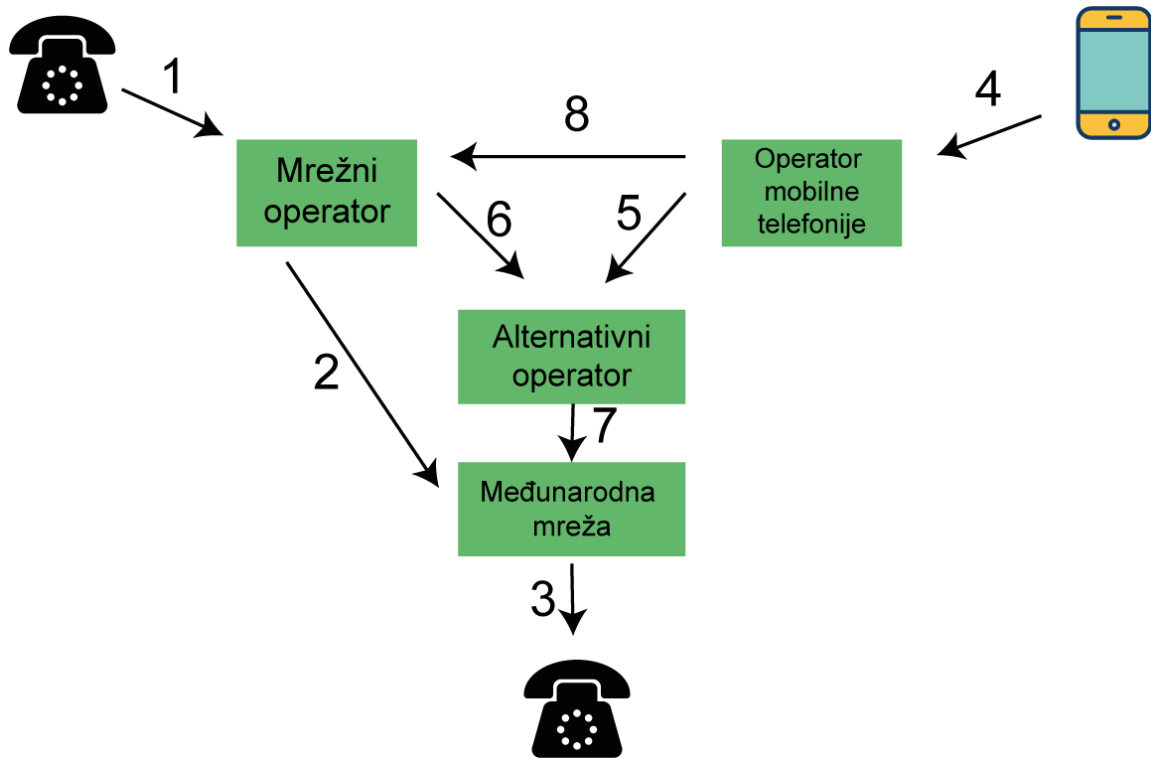 1
4
8
Mrežni
operator
Operator
mobilne
telefonije
6
5
2
Alternativni
operator
7
Međunarodna
mreža
3